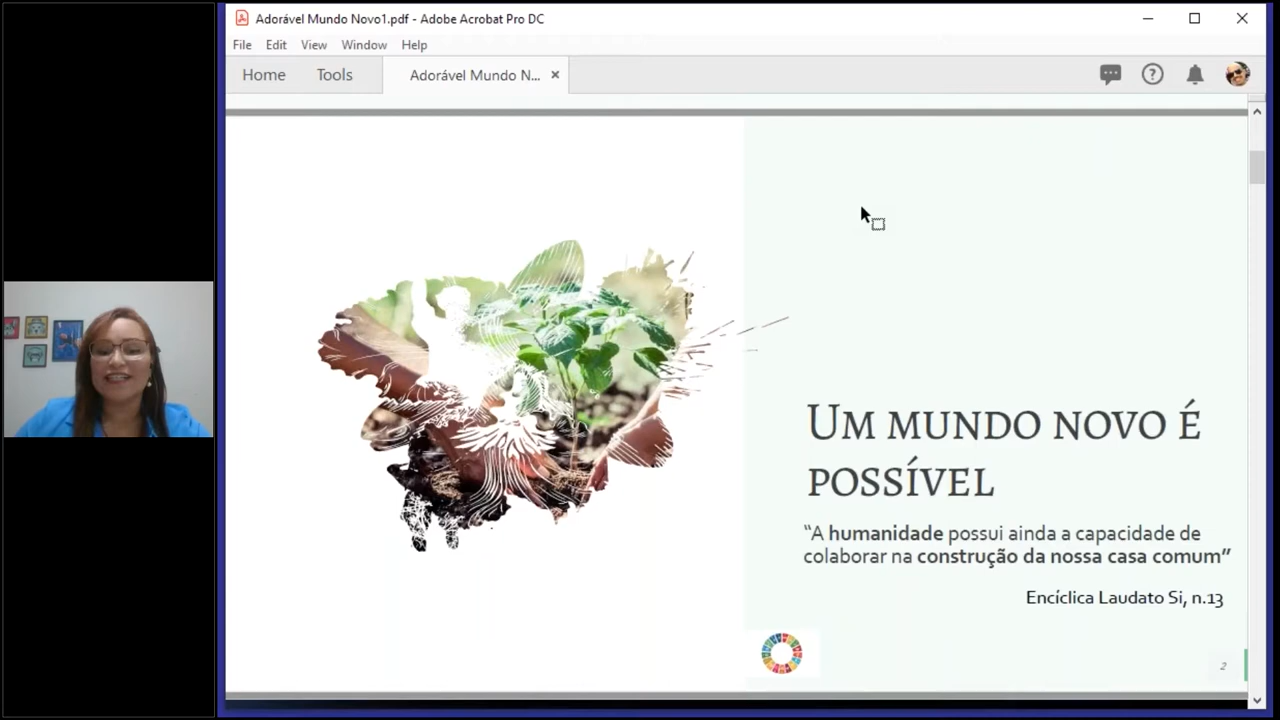 Adorável Mundo Novo1.pdf - Adobe Acrobat Pro DC
File Edit View Window Help
Home Tools Adorável Mundo N... ×
UM MUNDO NOVO É
POSSÍVEL
“A humanidade possui ainda a capacidade de
colaborar na construção da nossa casa comum”
Encíclica Laudato Si, n.13
2